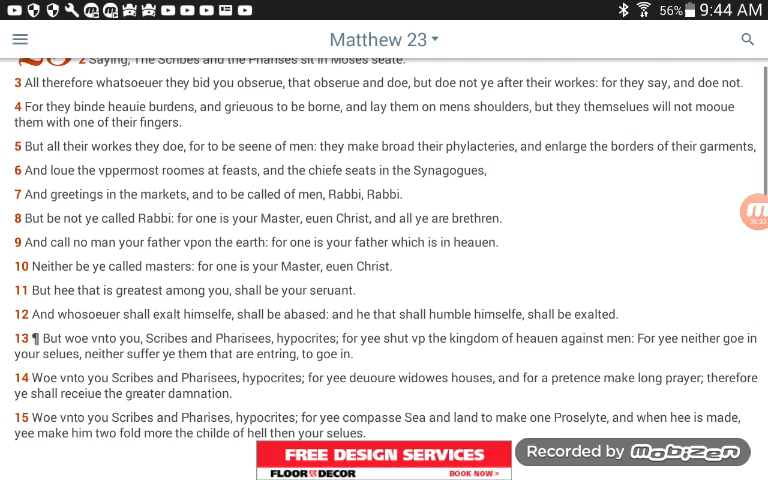 56% 9:44 AM
Matthew 23
2 Saying, The Scribes and the Pharises sit in Moses seate.
3 All therefore whatsoeuer they bid you obserue, that obserue and doe, but doe not ye after their workes: for they say, and doe not.
4 For they binde heauie burdens, and grieuous to be borne, and lay them on mens shoulders, but they themselues will not mooue
them with one of their fingers.
5 But all their workes they doe, for to be seene of men: they make broad their phylacteries, and enlarge the borders of their garments,
6 And loue the vppermost roomes at feasts, and the chiefe seats in the Synagogues,
7 And greetings in the markets, and to be called of men, Rabbi, Rabbi.
8 But be not ye called Rabbi: for one is your Master, euen Christ, and all ye are brethren.
9 And call no man your father vpon the earth: for one is your father which is in heauen.
10 Neither be ye called masters: for one is your Master, euen Christ.
11 But hee that is greatest among you, shall be your seruant.
12 And whosoeuer shall exalt himselfe, shall be abased: and he that shall humble himselfe, shall be exalted.
13 ¶ But woe vnto you, Scribes and Pharisees, hypocrites; for yee shut vp the kingdom of heauen against men: For yee neither goe in
your selues, neither suffer ye them that are entring, to goe in.
14 Woe vnto you Scribes and Pharisees, hypocrites; for yee deuoure widowes houses, and for a pretence make long prayer; therefore
ye shall receiue the greater damnation.
15 Woe vnto you Scribes and Pharises, hypocrites; for yee compasse Sea and land to make one Proselyte, and when hee is made,
yee make him two fold more the childe of hell then your selues.
FREE DESIGN SERVICES
FLOOR DECOR BOOK NOW >
Recorded by mobizen